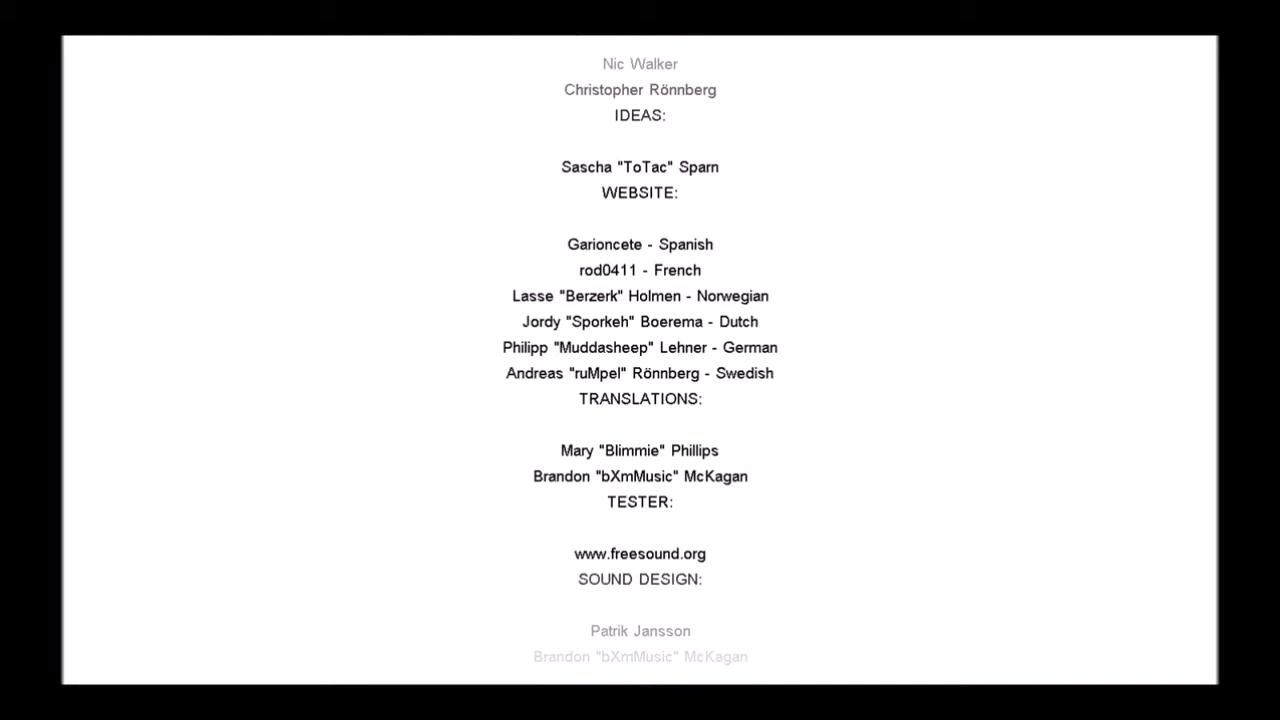 Nic Walker
Christopher Rönnberg
IDEAS:
Sascha "ToTac" Sparn
WEBSITE:
Garioncete - Spanish
rod0411 - French
Lasse "Berzerk" Holmen - Norwegian
Jordy "Sporkeh" Boerema - Dutch
Philipp "Muddasheep" Lehner - German
Andreas "ruMpel" Rönnberg - Swedish
TRANSLATIONS:
Mary "Blimmie" Phillips
Brandon "bXmMusic" McKagan
TESTER:
www.freesound.org
SOUND DESIGN:
Patrik Jansson
Brandon "bXmMusic" McKagan